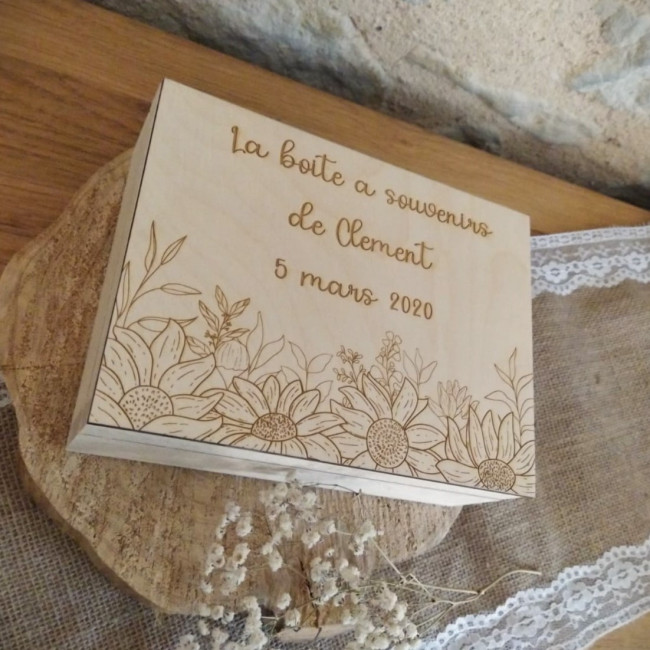 La boite a souvenirs
de Clement
5 mars 2020